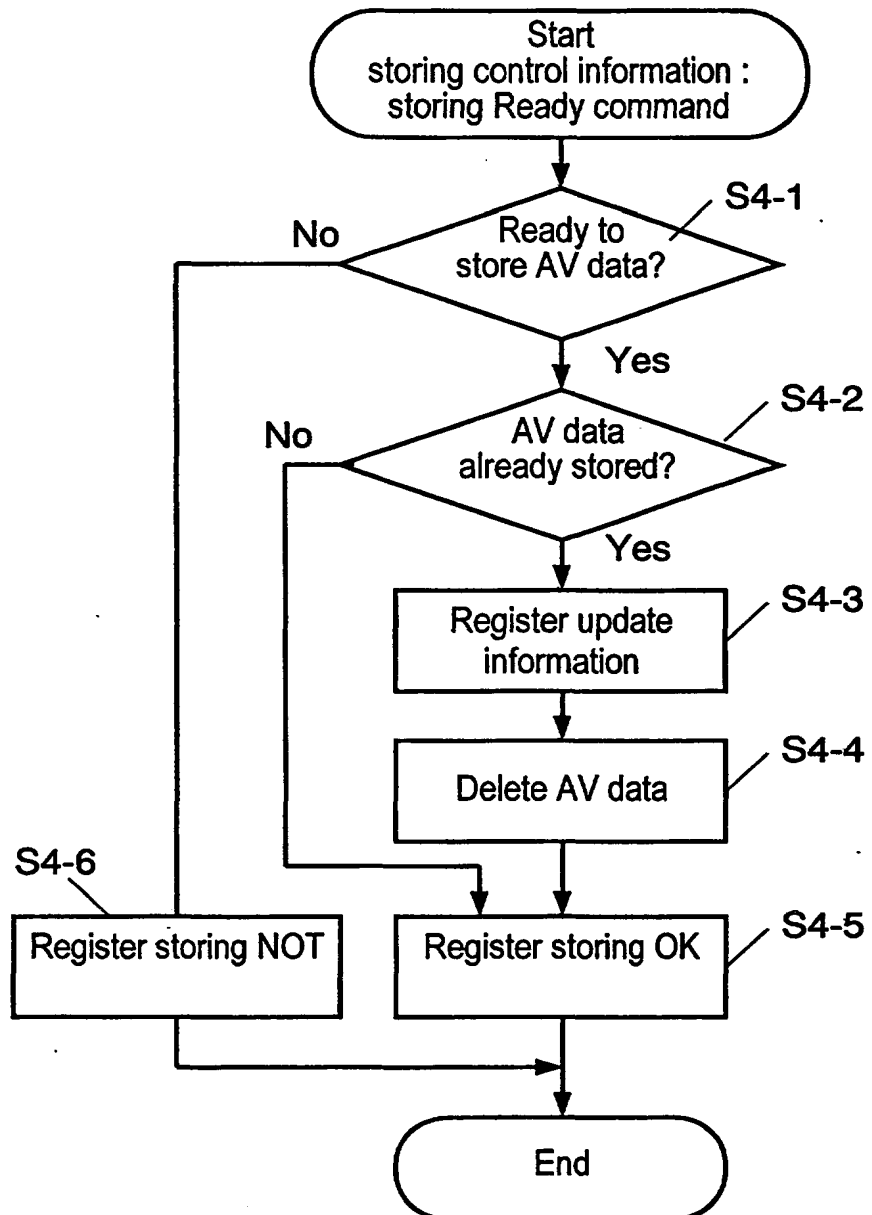 Start
storing control information :
storing Ready command
S4-1
No
Ready to
store AV data?
Yes
S4-2
No
AV data
already stored?
Yes
S4-3
Register update
information
S4-4
Delete AV data
S4-6
Register storing NOT
S4-5
Register storing OK
End